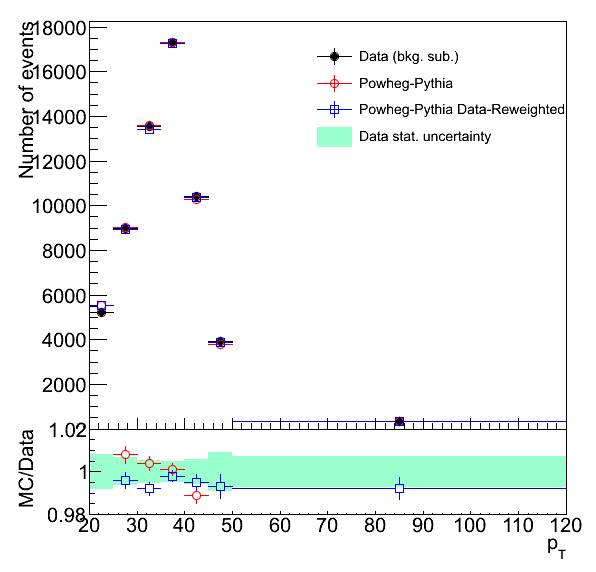 Number of events
18000
16000
14000
12000
10000
8000
6000
4000
2000
Data (bkg. sub.)
Powheg-Pythia
Powheg-Pythia Data-Reweighted
Data stat. uncertainty
MC/Data
1.02
1
0.98
20 30 40 50 60 70 80 90 100 110 120
pT